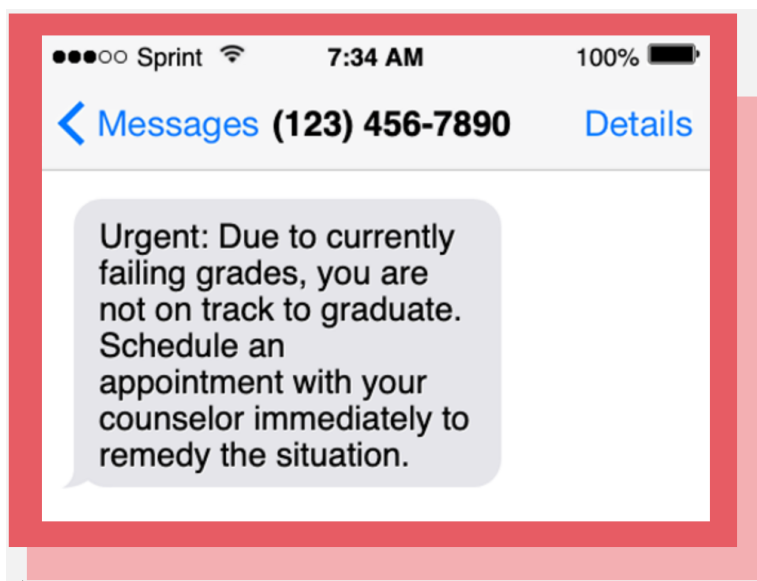 Sprint 7:34 AM 100%
Messages (123) 456-7890 Details
Urgent: Due to currently
failing grades, you are
not on track to graduate.
Schedule an
appointment with your
counselor immediately to
remedy the situation.